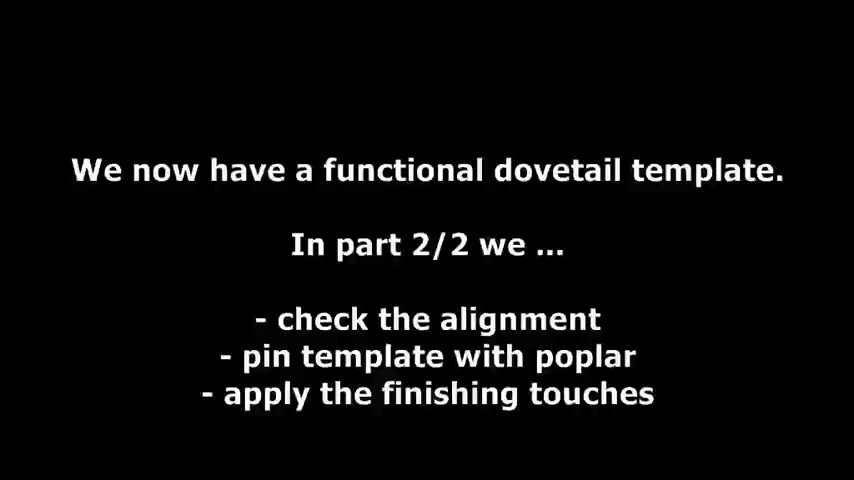 We now have a functional dovetail template.
In part 2/2 we ...
- check the alignment
- pin template with poplar
- apply the finishing touches